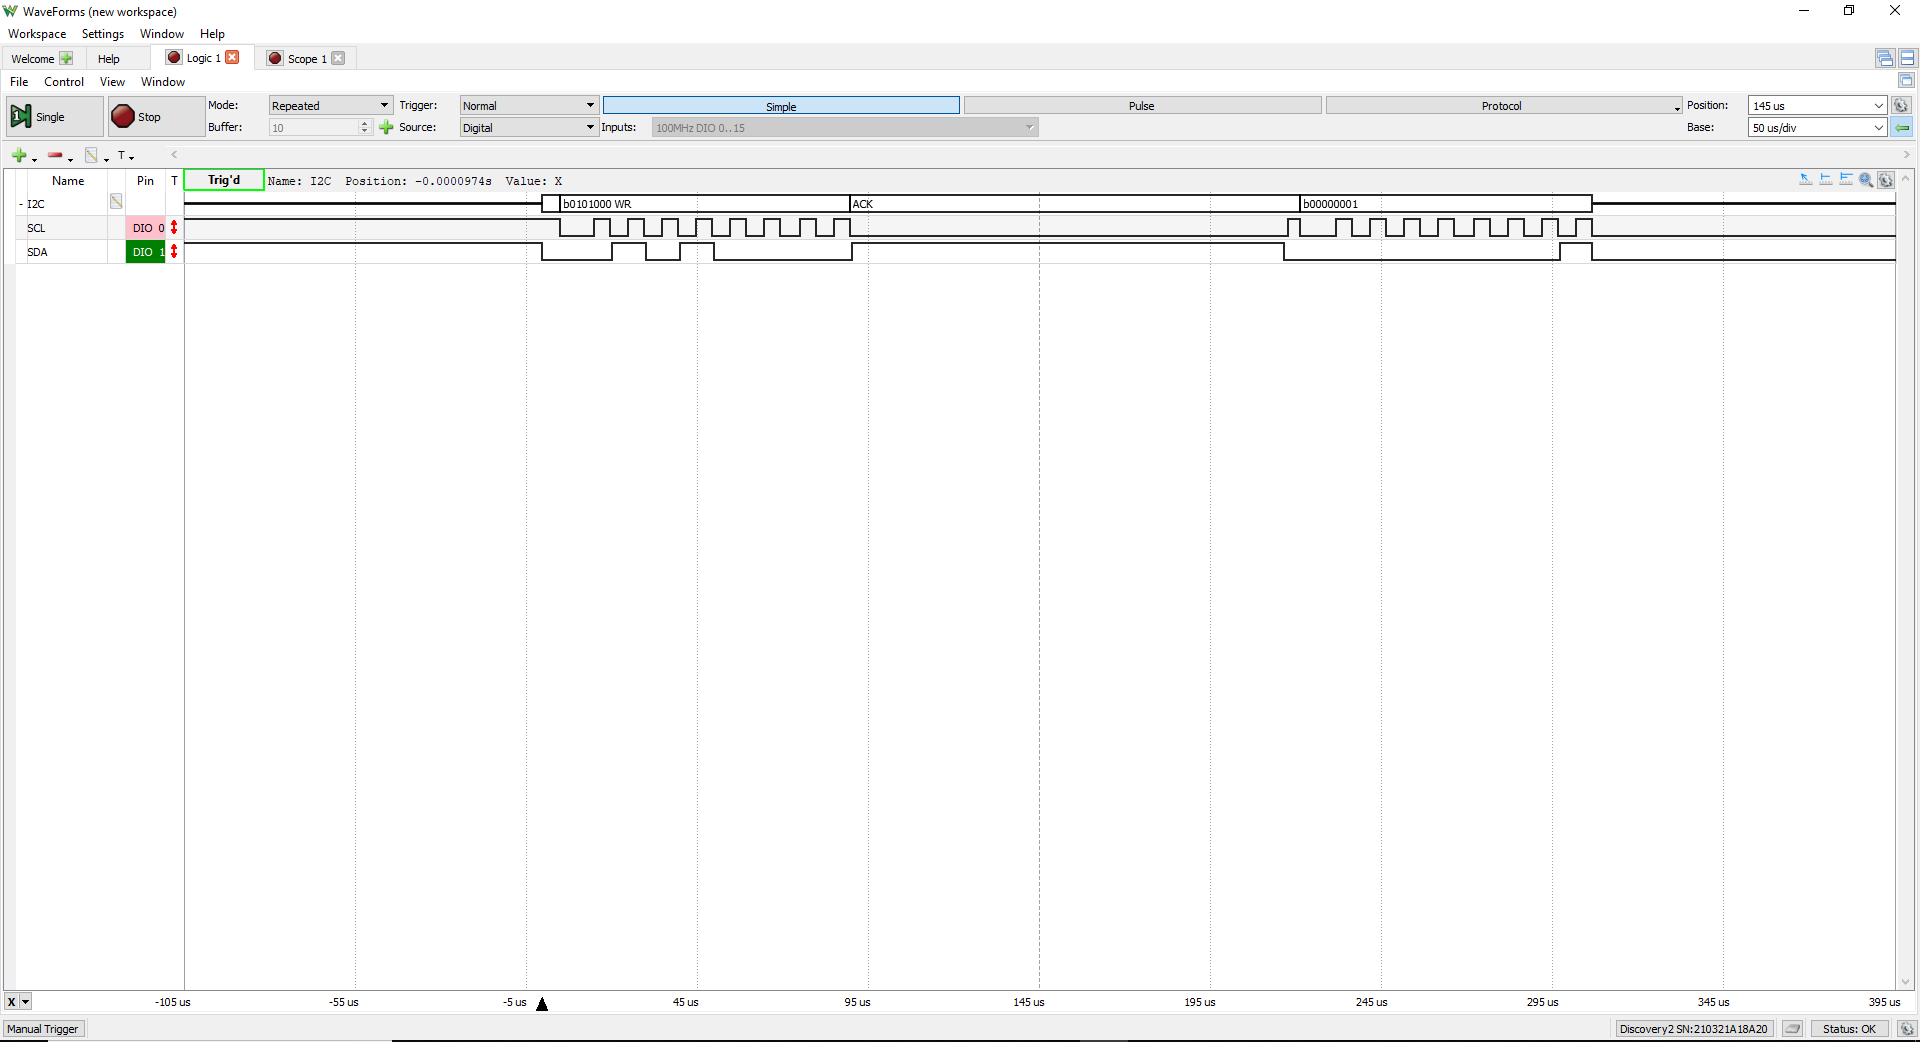 WaveForms (new workspace)
Workspace Settings Window Help
Welcome Help Logic 1 Scope 1
File Control View Window
Single Stop Mode: Repeated Trigger: Normal Simple Pulse Protocol Position: 145 us
Buffer: 10 Source: Digital Inputs: 100MHz DIO 0..15 Base: 50 us/div
T
Name Pin T Trig'd Name: I2C Position: -0.0000974s Value: X
- I2C b0101000 WR ACK b00000001
SCL DIO 0
SDA DIO 1
X -105 us -55 us -5 us 45 us 95 us 145 us 195 us 245 us 295 us 345 us 395 us
Manual Trigger Discovery2 SN:210321A18A20 Status: OK